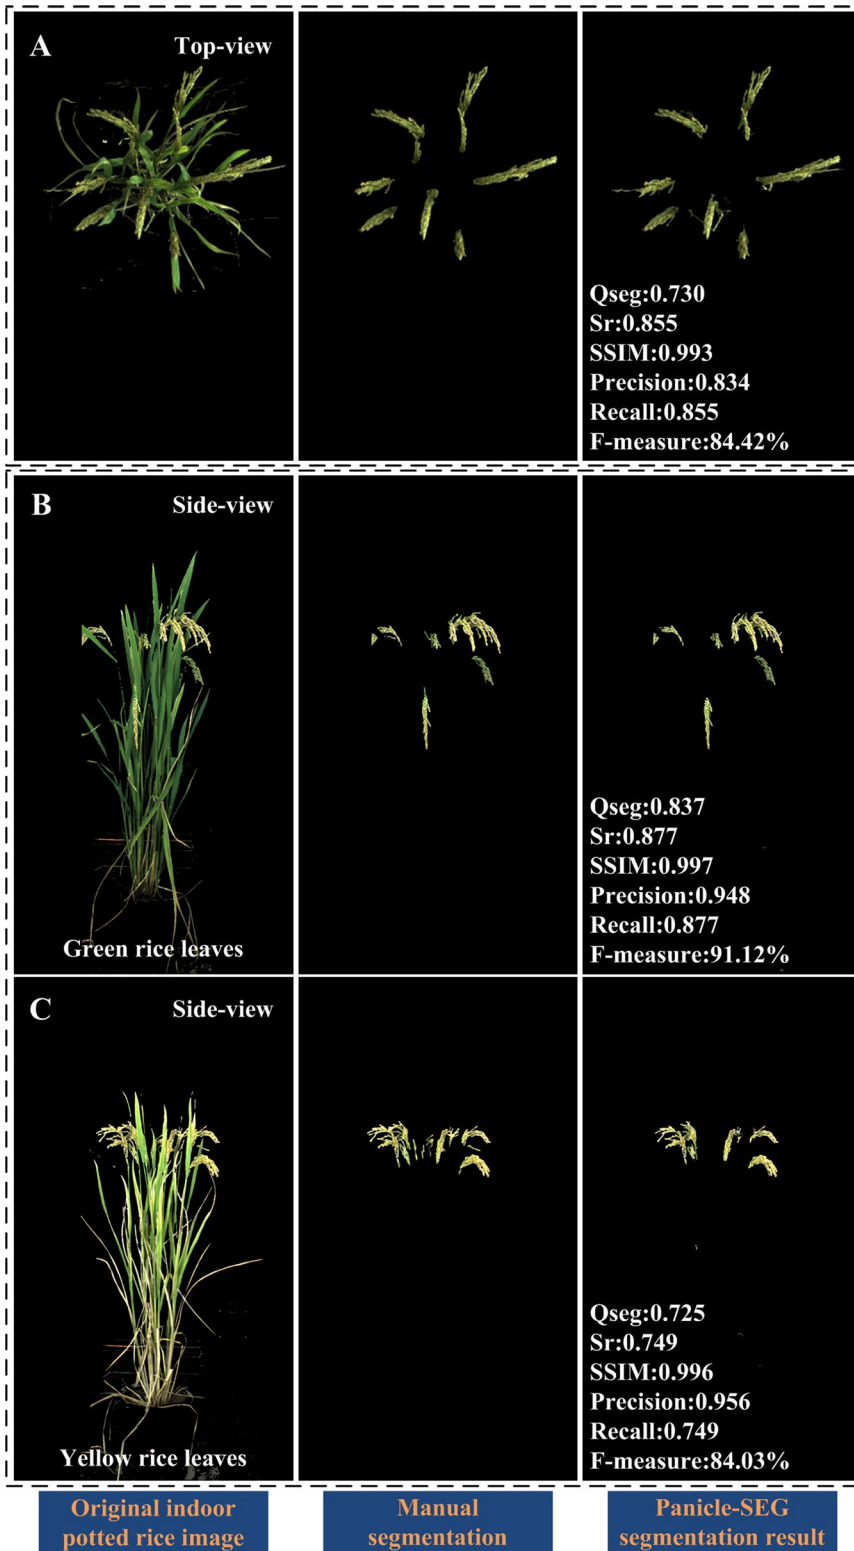 A
Top-view
Qseg:0.730
Sr:0.855
SSIM:0.993
Precision:0.834
Recall:0.855
F-measure:84.42%
B
Side-view
Green rice leaves
Qseg:0.837
Sr:0.877
SSIM:0.997
Precision:0.948
Recall:0.877
F-measure:91.12%
C
Side-view
Yellow rice leaves
Qseg:0.725
Sr:0.749
SSIM:0.996
Precision:0.956
Recall:0.749
F-measure:84.03%
Original indoor
potted rice image
Manual
segmentation
Panicle-SEG
segmentation result